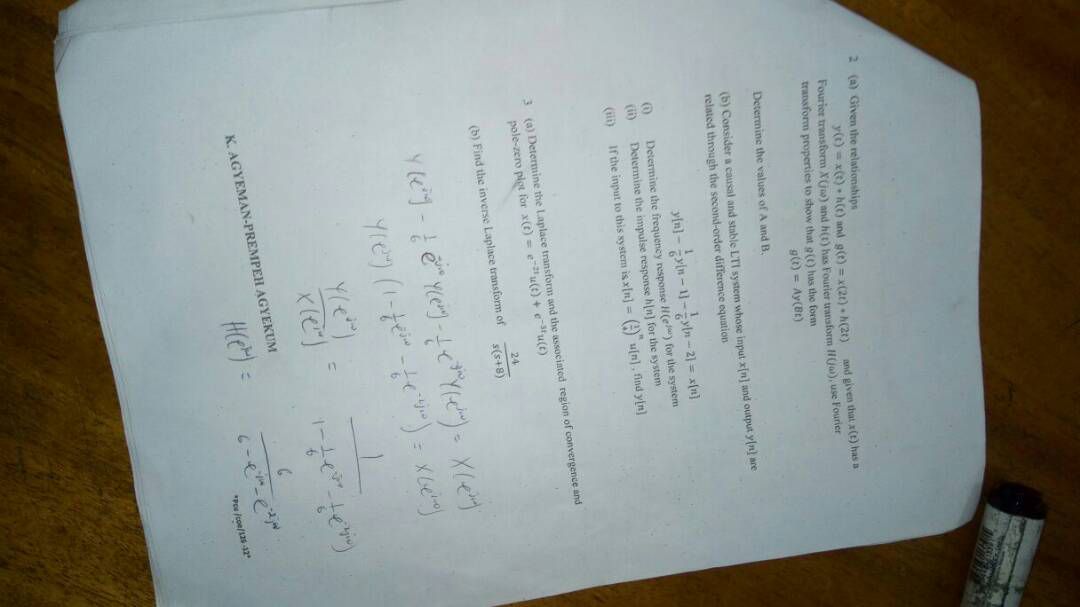 2 (a) Given the relationships
y(t) = x(t) * h(t) and g(t) = x(2t) * h(2t) and given that x(t) has a
Fourier transform X(jω) and h(t) has Fourier transform H(jω), use Fourier
transform properties to show that g(t) has the form
g(t) = Ay(Bt)
Determine the values of A and B.
(b) Consider a causal and stable LTI system whose input x[n] and output y[n] are
related through the second-order difference equation
y[n] − 1/6 y[n − 1] − 1/6 y[n − 2] = x[n]
(i) Determine the frequency response H(e^jω) for the system
(ii) Determine the impulse response h[n] for the system
(iii) If the input to this system is x[n] = (1/4)^n u[n], find y[n]
3 (a) Determine the Laplace transform and the associated region of convergence and
pole-zero plot for x(t) = e^−2t u(t) + e^−3t u(t)
(b) Find the inverse Laplace transform of 24/s(s+8)
Y(e^jω) − 1/6 e^-jω Y(e^jω) − 1/6 e^-2jω Y(e^jω) = X(e^jω)
Y(e^jω) (1 − 1/6 e^-jω − 1/6 e^-2jω) = X(e^jω)
Y(e^jω)/X(e^jω) = 1/1 − 1/6 e^-jω − 1/6 e^-2jω)
H(e^jω) = 6/6 − e^-jω − e^-2jω
K. AGYEMAN-PREMPEH AGYEKUM